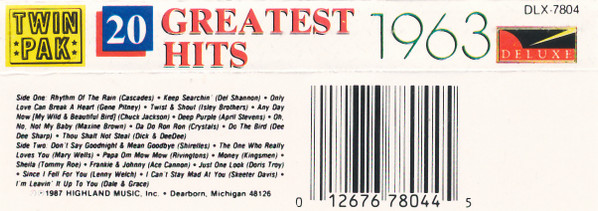 TWIN PAK
20 GREATEST HITS 1963
DLX-7804
DELUXE
Side One: Rhythm Of The Rain (Cascades) • Keep Searchin' (Del Shannon) • Only
Love Can Break A Heart (Gene Pitney) • Twist & Shout (Isley Brothers) • Any Day
Now [My Wild & Beautiful Bird] (Chuck Jackson) • Deep Purple (April Stevens) • Oh,
No, Not My Baby (Maxine Brown) • Da Do Ron Ron (Crystals) • Do The Bird (Dee
Dee Sharp) • Thou Shalt Not Steal (Dick & DeeDee)
Side Two: Don't Say Goodnight & Mean Goodbye (Shirelles) • The One Who Really
Loves You (Mary Wells) • Papa Om Mow Mow (Rivingtons) • Money (Kingsmen) •
Sheila (Tommy Roe) • Frankie & Johnny (Ace Cannon) • Just One Look (Doris Troy)
• Since I Fell For You (Lenny Welch) • I Can't Stay Mad At You (Skeeter Davis) •
I'm Leavin' It Up To You (Dale & Grace)
©1987 HIGHLAND MUSIC, Inc. • Dearborn, Michigan 48126
0 12676 78044 5